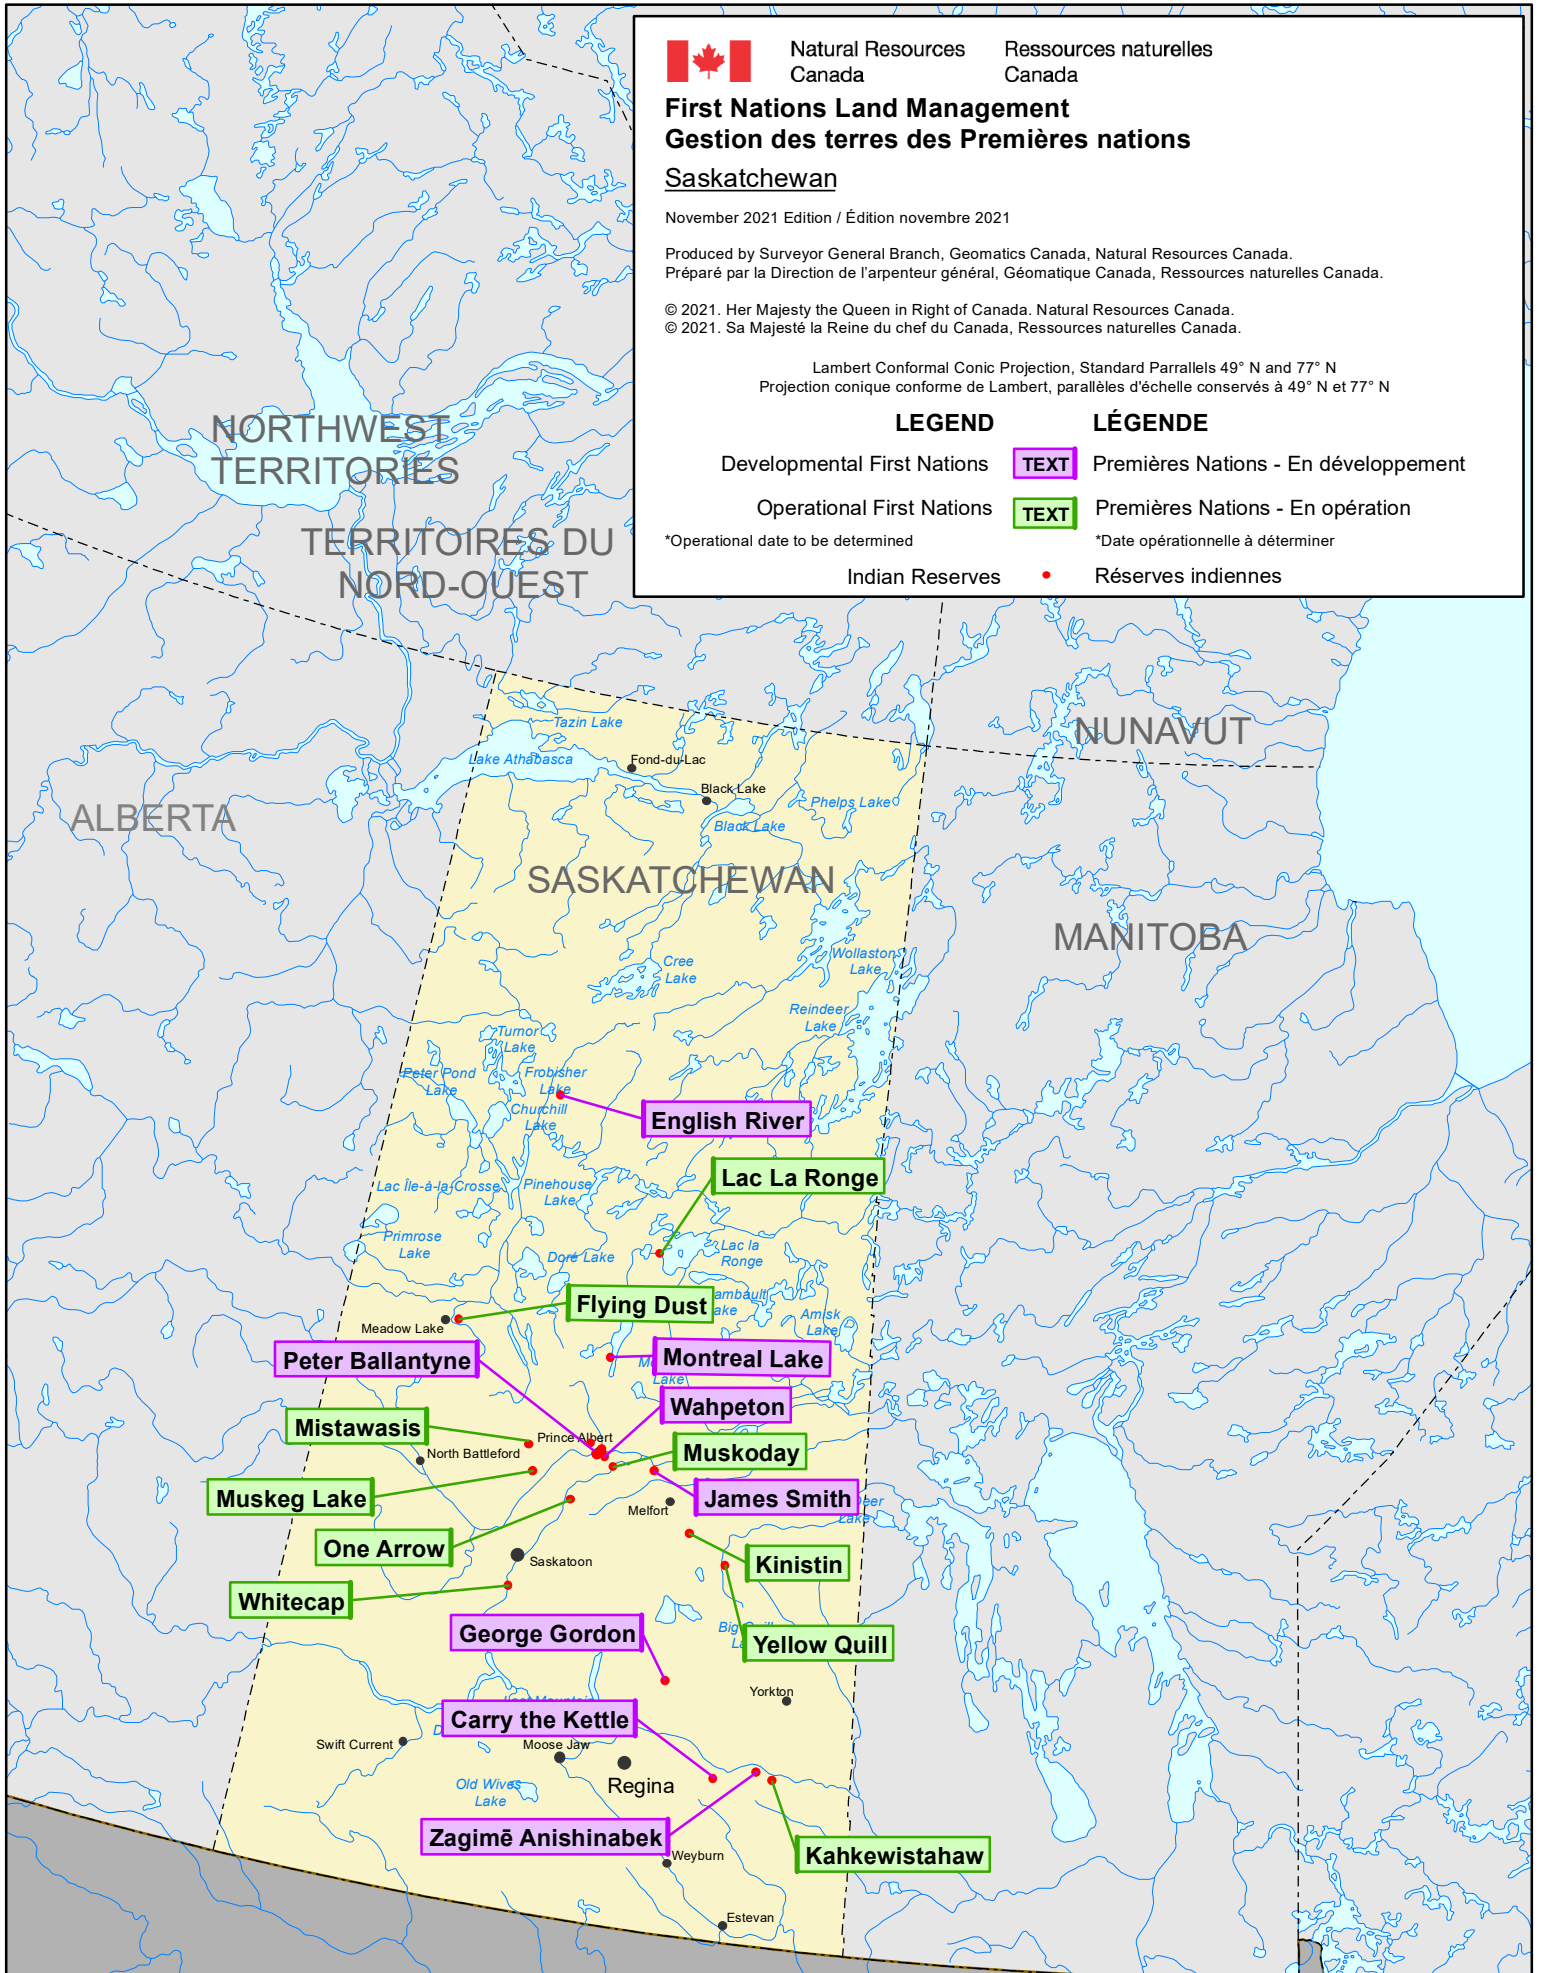 Natural Resources
Canada
Ressources naturelles
Canada
First Nations Land Management
Gestion des terres des Premières nations
Saskatchewan
November 2021 Edition / Édition novembre 2021
Produced by Surveyor General Branch, Geomatics Canada, Natural Resources Canada.
Préparé par la Direction de l'arpenteur général, Géomatique Canada, Ressources naturelles Canada.
© 2021. Her Majesty the Queen in Right of Canada. Natural Resources Canada.
© 2021. Sa Majesté la Reine du chef du Canada, Ressources naturelles Canada.
Lambert Conformal Conic Projection, Standard Parrallels 49° N and 77° N
Projection conique conforme de Lambert, parallèles d'échelle conservés à 49° N et 77° N
LEGEND LÉGENDE
Developmental First Nations TEXT Premières Nations - En développement
Operational First Nations TEXT Premières Nations - En opération
*Operational date to be determined *Date opérationnelle à déterminer
Indian Reserves Réserves indiennes
NORTHWEST
TERRITORIES
TERRITOIRES DU
NORD-OUEST
NUNAVUT
ALBERTA
SASKATCHEWAN
MANITOBA
Tazin Lake
Lake Athabasca
Fond-du-Lac
Black Lake
Phelps Lake
Black Lake
Cree
Lake
Wollaston
Lake
Reindeer
Lake
Turnor
Lake
Peter Pond
Lake
Frobisher
Lake
Churchill
Lake
English River
Lac La Ronge
Lac Île-à-la-Crosse
Pinehouse
Lake
Primrose
Lake
Doré Lake
Lac la
Ronge
Flying Dust
ambault
ake
Amisk
Lake
Meadow Lake
Peter Ballantyne
Montreal Lake
M
Lake
Wahpeton
Mistawasis
Prince Albert
North Battleford
Muskoday
Muskeg Lake
James Smith
Deer
Lake
Melfort
One Arrow
Saskatoon
Kinistin
Whitecap
George Gordon
Big Quill
La
Yellow Quill
Yorkton
Last Mountain
Carry the Kettle
D
Swift Current
Moose Jaw
Regina
Old Wives
Lake
Zagimē Anishinabek
Weyburn
Kahkewistahaw
Estevan